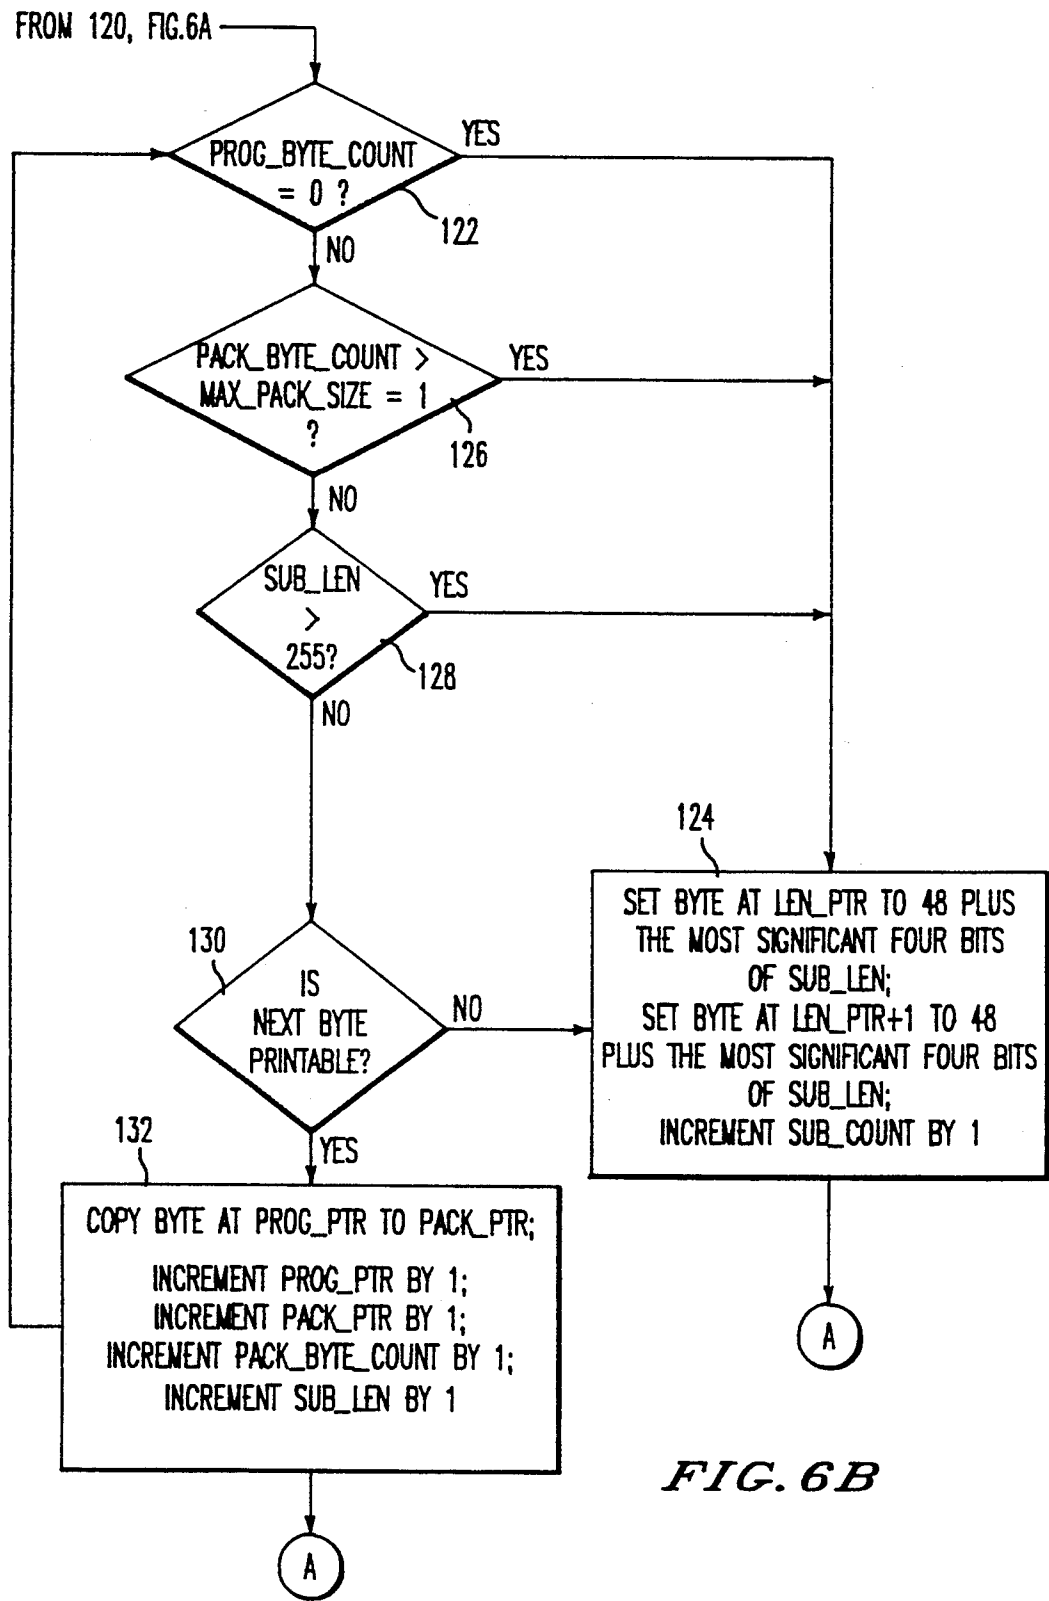 FROM 120, FIG.6A
PROG_BYTE_COUNT
= 0 ?
YES
122
NO
PACK_BYTE_COUNT >
MAX_PACK_SIZE = 1
?
YES
126
NO
SUB_LEN
>
255?
YES
128
NO
130
IS
NEXT BYTE
PRINTABLE?
NO
YES
124
SET BYTE AT LEN_PTR TO 48 PLUS
THE MOST SIGNIFICANT FOUR BITS
OF SUB_LEN;
SET BYTE AT LEN_PTR+1 TO 48
PLUS THE MOST SIGNIFICANT FOUR BITS
OF SUB_LEN;
INCREMENT SUB_COUNT BY 1
A
132
COPY BYTE AT PROG_PTR TO PACK_PTR;
INCREMENT PROG_PTR BY 1;
INCREMENT PACK_PTR BY 1;
INCREMENT PACK_BYTE_COUNT BY 1;
INCREMENT SUB_LEN BY 1
A
FIG. 6B